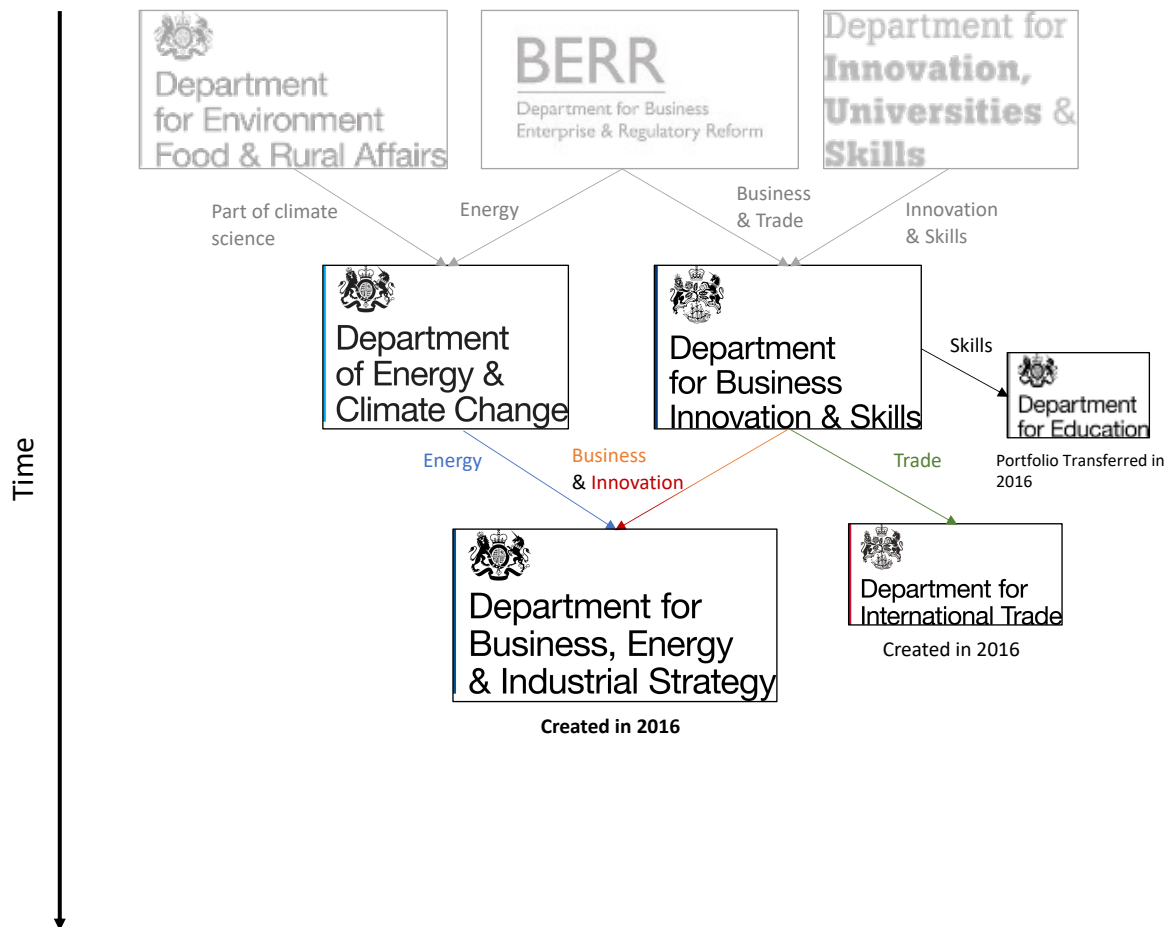 Time
Department
for Environment
Food & Rural Affairs
BERR
Department for Business
Enterprise & Regulatory Reform
Department for
Innovation,
Universities &
Skills
Part of climate
science
Energy
Business
& Trade
Innovation
& Skills
Department
of Energy &
Climate Change
Department
for Business
Innovation & Skills
Skills
Department
for Education
Portfolio Transferred in
2016
Energy
Business
& Innovation
Trade
Department for
Business, Energy
& Industrial Strategy
Created in 2016
Department for
International Trade
Created in 2016